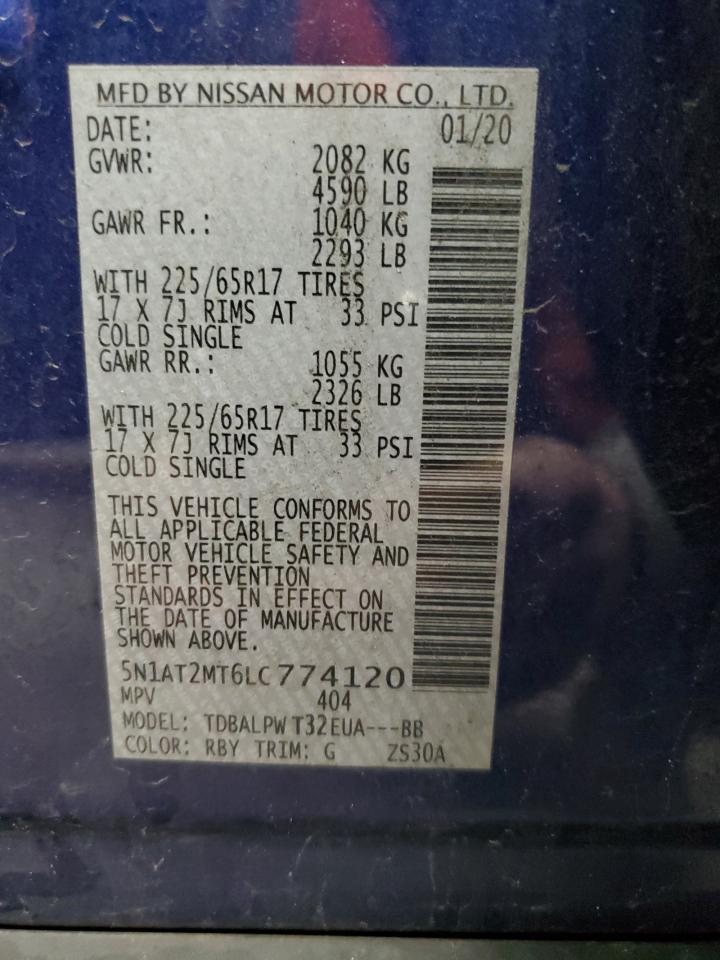 MFD BY NISSAN MOTOR CO., LTD.
DATE: 01/20
GVWR: 2082 KG
4590 LB
GAWR FR.: 1040 KG
2293 LB
WITH 225/65R17 TIRES
17 X 7J RIMS AT 33 PSI
COLD SINGLE
GAWR RR.: 1055 KG
2326 LB
WITH 225/65R17 TIRES
17 X 7J RIMS AT 33 PSI
COLD SINGLE
THIS VEHICLE CONFORMS TO
ALL APPLICABLE FEDERAL
MOTOR VEHICLE SAFETY AND
THEFT PREVENTION
STANDARDS IN EFFECT ON
THE DATE OF MANUFACTURE
SHOWN ABOVE.
5N1AT2MT6LC774120
MPV 404
MODEL: TDBALPW T32EUA---BB
COLOR: RBY TRIM: G ZS30A